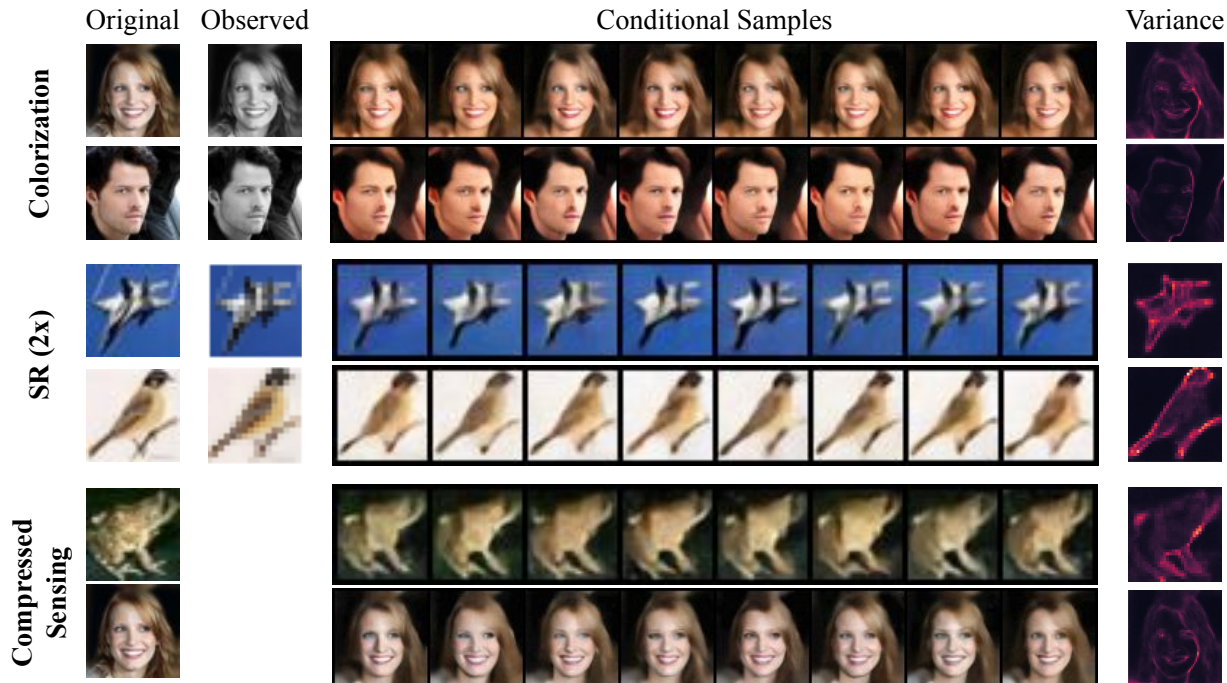 Original Observed Conditional Samples Variance
Colorization
SR (2x)
Compressed
Sensing